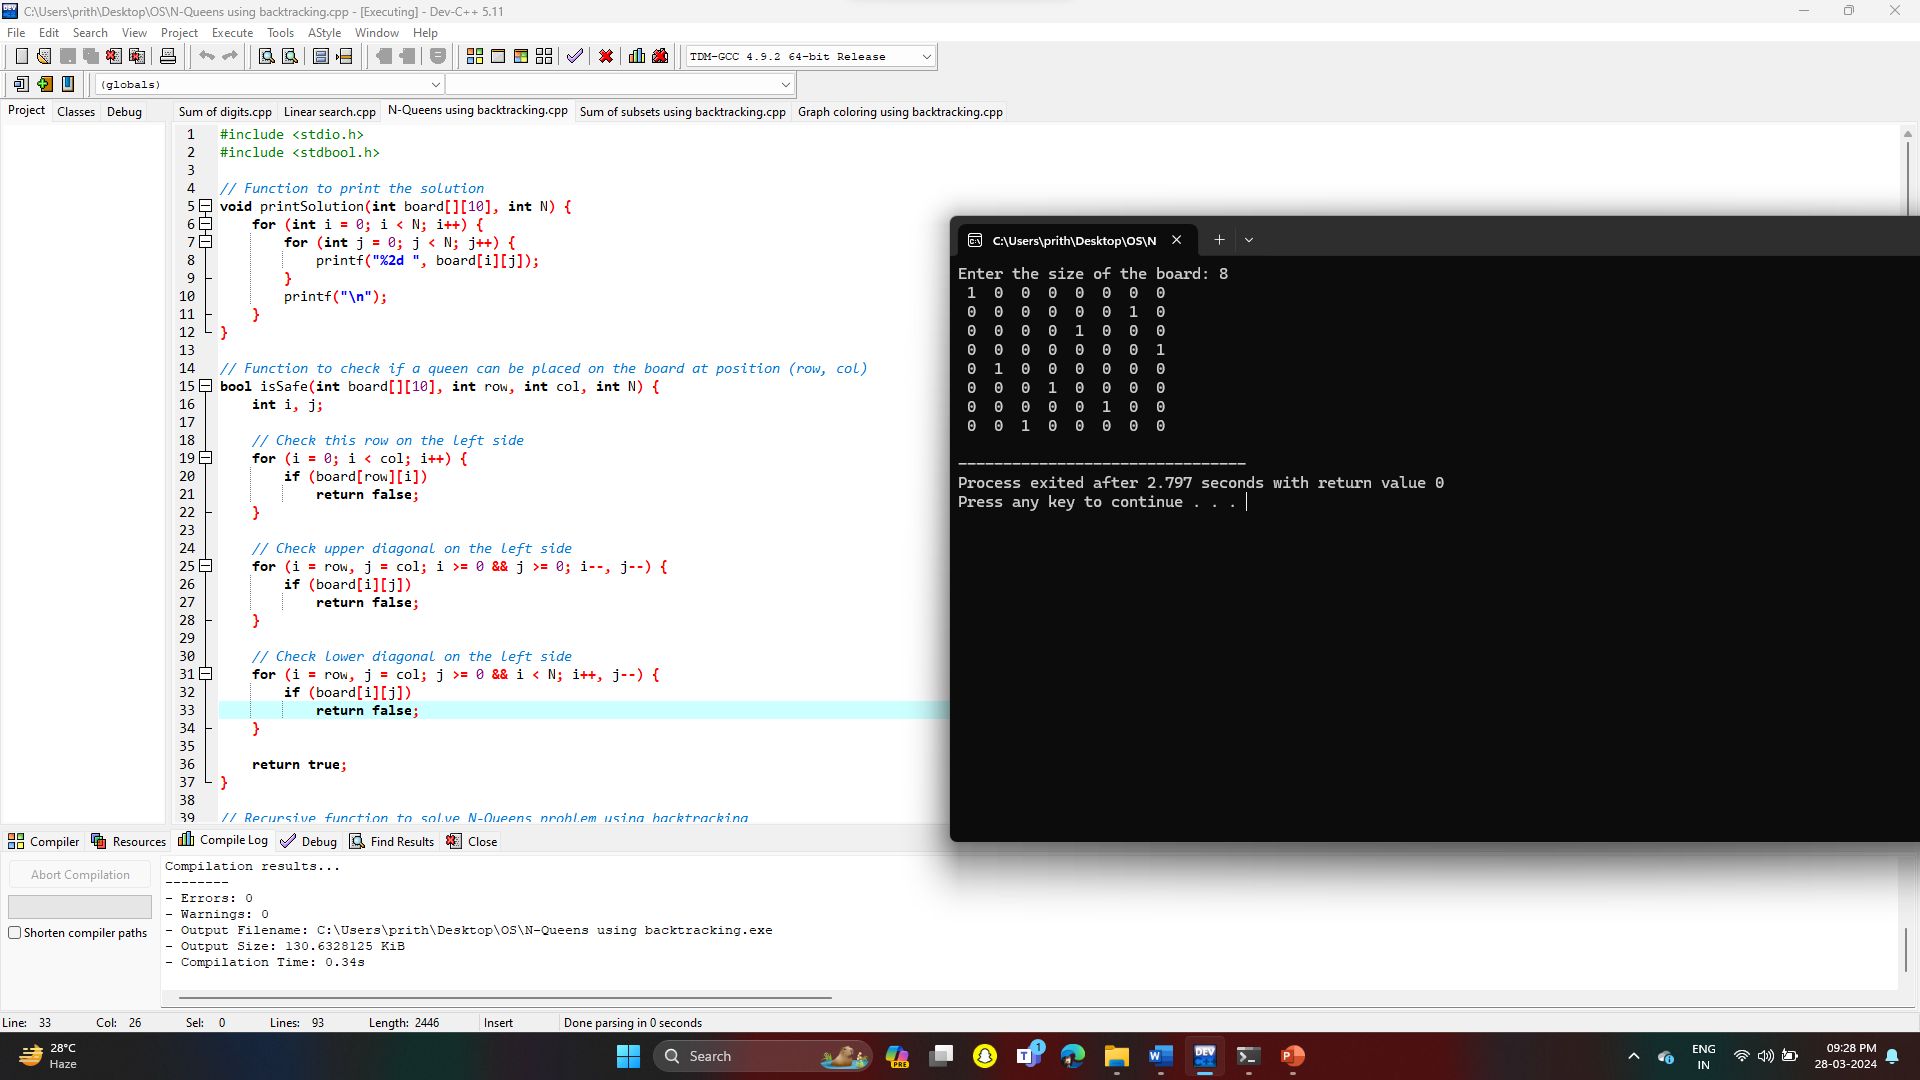 C:\Users\prith\Desktop\OS\N-Queens using backtracking.cpp - [Executing] - Dev-C++ 5.11
File Edit Search View Project Execute Tools AStyle Window Help
TDM-GCC 4.9.2 64-bit Release
(globals)
Project Classes Debug
Sum of digits.cpp Linear search.cpp N-Queens using backtracking.cpp Sum of subsets using backtracking.cpp Graph coloring using backtracking.cpp
1 #include <stdio.h>
2 #include <stdbool.h>
3
4 // Function to print the solution
5 void printSolution(int board[][10], int N) {
6 for (int i = 0; i < N; i++) {
7 for (int j = 0; j < N; j++) {
8 printf("%2d ", board[i][j]);
9 }
10 printf("\n");
11 }
12 }
13
14 // Function to check if a queen can be placed on the board at position (row, col)
15 bool isSafe(int board[][10], int row, int col, int N) {
16 int i, j;
17
18 // Check this row on the left side
19 for (i = 0; i < col; i++) {
20 if (board[row][i])
21 return false;
22 }
23
24 // Check upper diagonal on the left side
25 for (i = row, j = col; i >= 0 && j >= 0; i--, j--) {
26 if (board[i][j])
27 return false;
28 }
29
30 // Check lower diagonal on the left side
31 for (i = row, j = col; j >= 0 && i < N; i++, j--) {
32 if (board[i][j])
33 return false;
34 }
35
36 return true;
37 }
38
39 // Recursive function to solve N-Queens problem using backtracking
C:\Users\prith\Desktop\OS\N
Enter the size of the board: 8
1 0 0 0 0 0 0 0
0 0 0 0 0 0 1 0
0 0 0 0 1 0 0 0
0 0 0 0 0 0 0 1
0 1 0 0 0 0 0 0
0 0 0 1 0 0 0 0
0 0 0 0 0 1 0 0
0 0 1 0 0 0 0 0
--------------------------------
Process exited after 2.797 seconds with return value 0
Press any key to continue . . .
Compiler Resources Compile Log Debug Find Results Close
Abort Compilation
Shorten compiler paths
Compilation results...
--------
- Errors: 0
- Warnings: 0
- Output Filename: C:\Users\prith\Desktop\OS\N-Queens using backtracking.exe
- Output Size: 130.6328125 KiB
- Compilation Time: 0.34s
Line: 33 Col: 26 Sel: 0 Lines: 93 Length: 2446 Insert Done parsing in 0 seconds
28°C
Haze
Search
PRE
1
DEV
ENG
IN
09:28 PM
28-03-2024